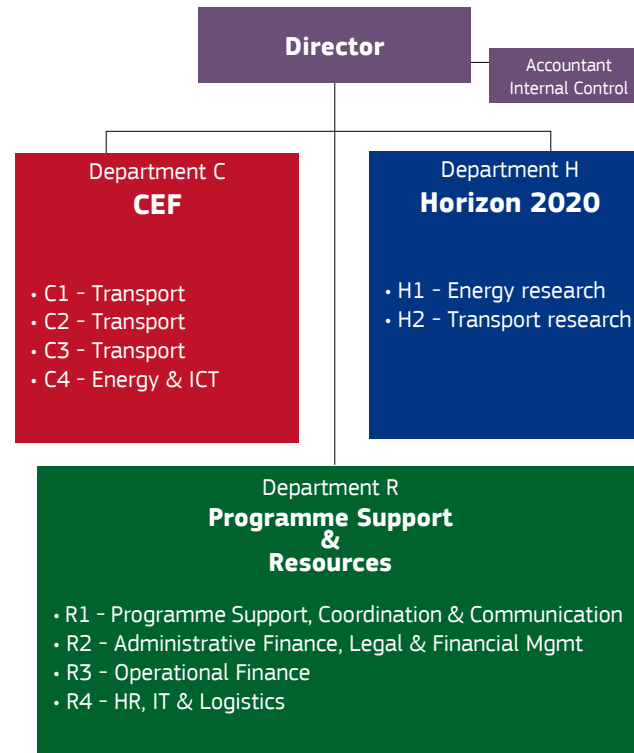 Director
Accountant
Internal Control
Department C
CEF
• C1 - Transport
• C2 - Transport
• C3 - Transport
• C4 - Energy & ICT
Department H
Horizon 2020
• H1 - Energy research
• H2 - Transport research
Department R
Programme Support
&
Resources
• R1 - Programme Support, Coordination & Communication
• R2 - Administrative Finance, Legal & Financial Mgmt
• R3 - Operational Finance
• R4 - HR, IT & Logistics